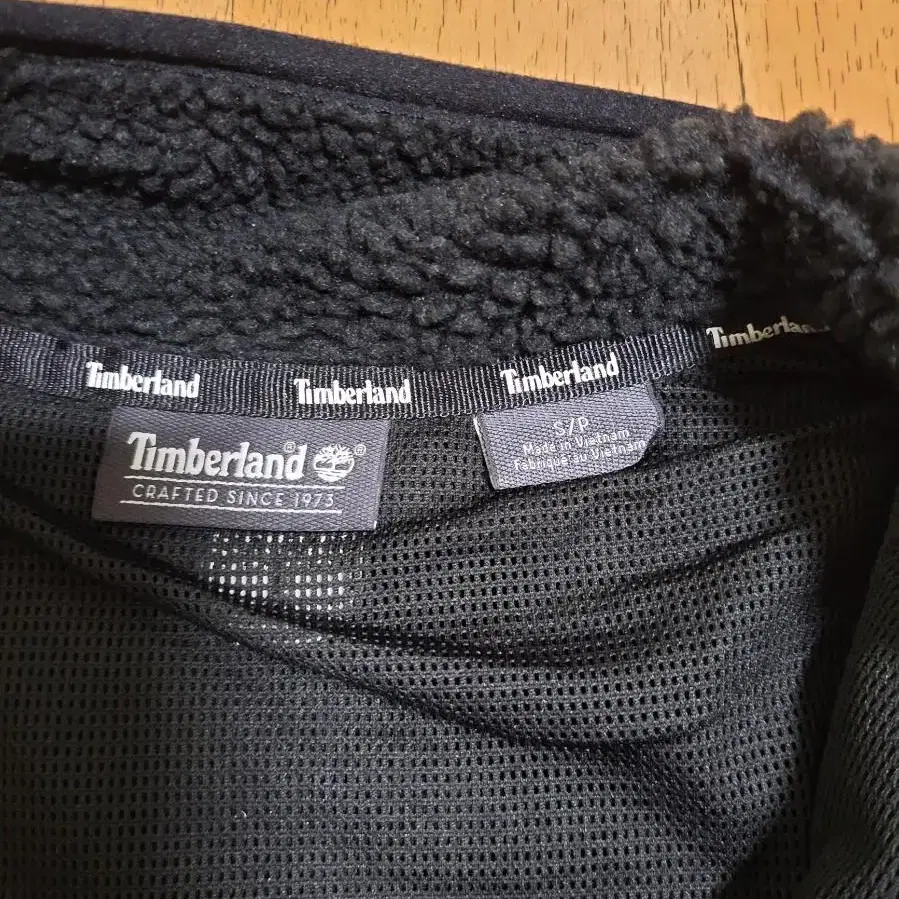 Timberland
Timberland
Timberland
Timberland
Timberland®
®
CRAFTED SINCE 1973
S/P
Made in Vietnam
Fabriqué au Vietnam